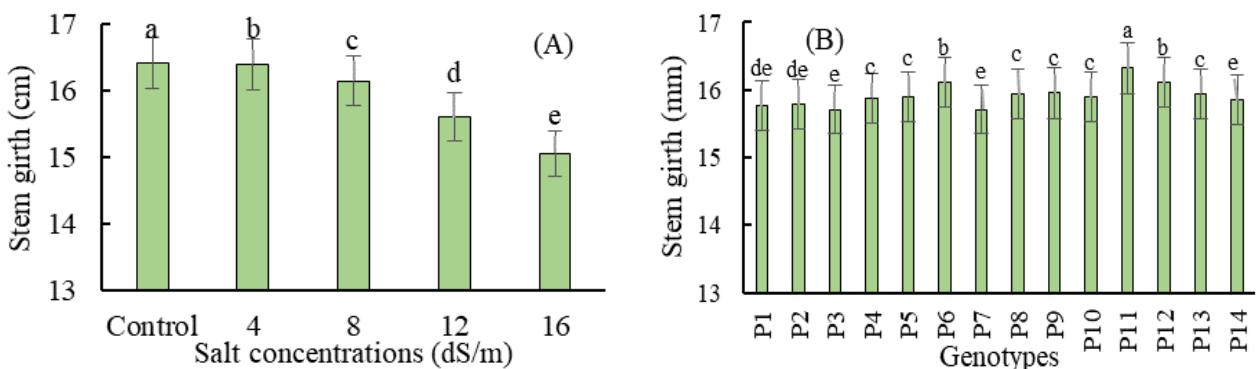 Stem girth (cm)
17
16
15
14
13
a
b
c
d
e
(A)
Control
4
8
12
16
Salt concentrations (dS/m)
Stem girth (mm)
17
16
15
14
13
(B)
de
de
e
c
c
b
e
c
c
c
a
b
c
e
P1
P2
P3
P4
P5
P6
P7
P8
P9
P10
P11
P12
P13
P14
Genotypes